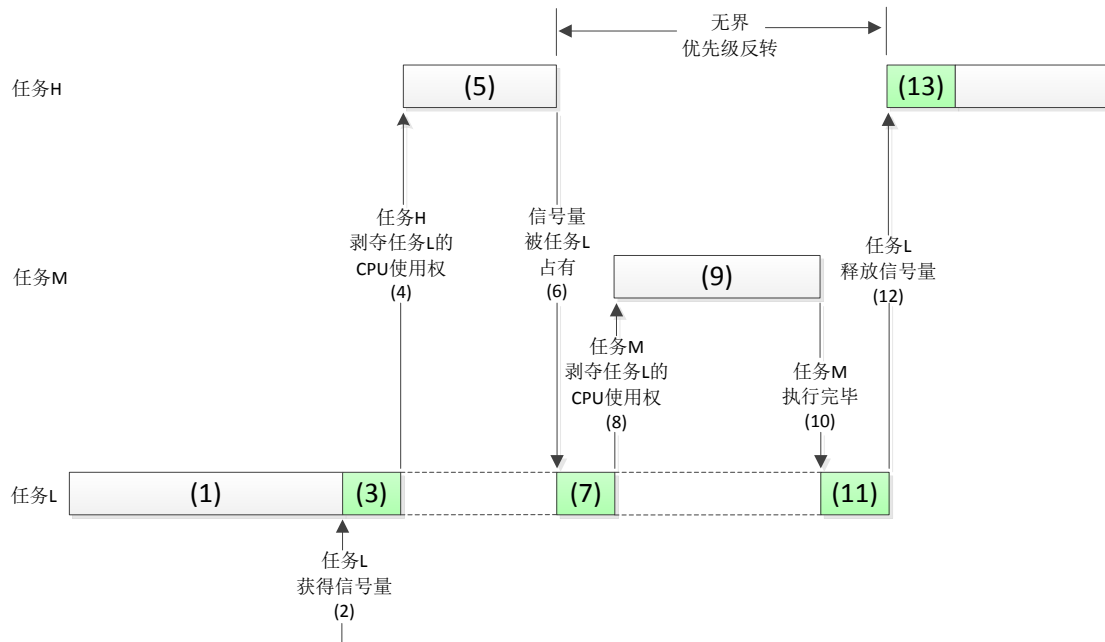 无界
优先级反转
任务H
(5)
(13)
任务H
剥夺任务L的
CPU使用权
(4)
信号量
被任务L
占有
(6)
任务L
释放信号量
(12)
任务M
(9)
任务M
剥夺任务L的
CPU使用权
(8)
任务M
执行完毕
(10)
任务L
(1)
(3)
(7)
(11)
任务L
获得信号量
(2)